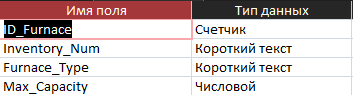 Имя поля Тип данных
ID_Furnace Счетчик
Inventory_Num Короткий текст
Furnace_Type Короткий текст
Max_Capacity Числовой